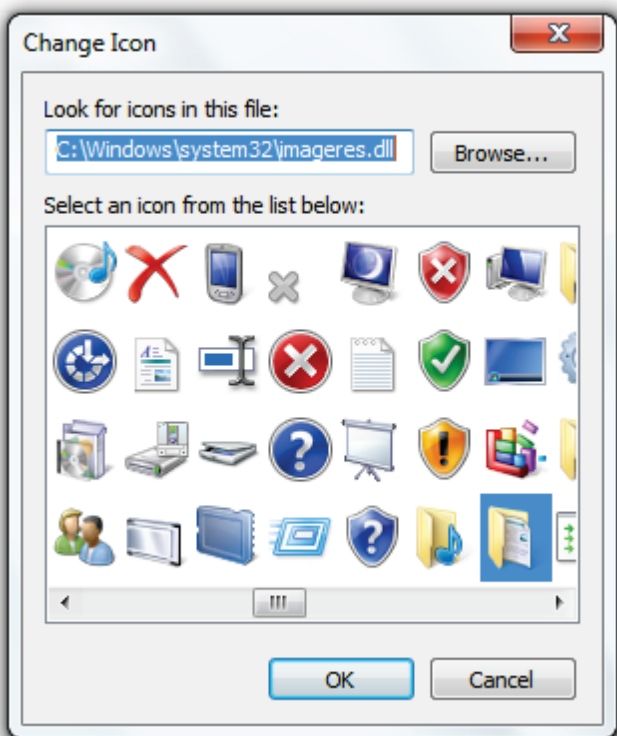 Change Icon
Look for icons in this file:
C:\Windows\system32\imageres.dll
Browse...
Select an icon from the list below:
OK
Cancel